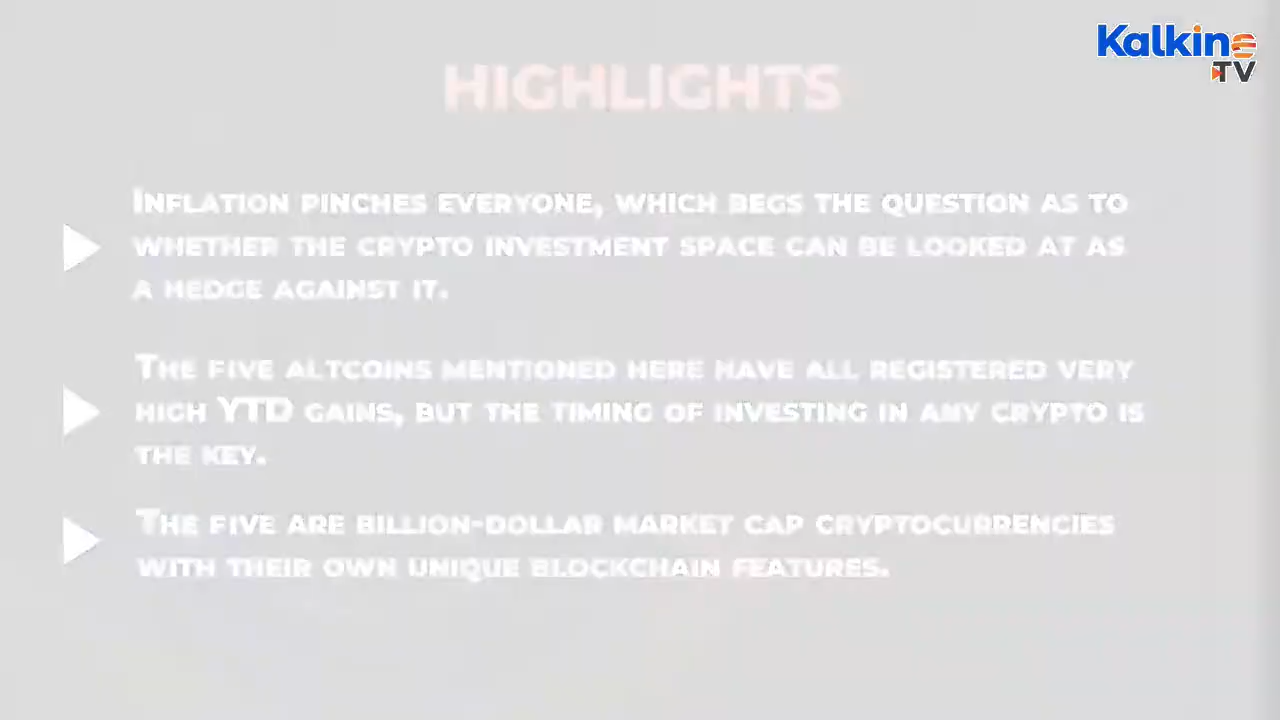 Kalkine
TV
HIGHLIGHTS
INFLATION PINCHES EVERYONE, WHICH BEGS THE QUESTION AS TO
WHETHER THE CRYPTO INVESTMENT SPACE CAN BE LOOKED AT AS
A HEDGE AGAINST IT.
THE FIVE ALTCOINS MENTIONED HERE HAVE ALL REGISTERED VERY
HIGH YTD GAINS, BUT THE TIMING OF INVESTING IN ANY CRYPTO IS
THE KEY.
THE FIVE ARE BILLION-DOLLAR MARKET CAP CRYPTOCURRENCIES
WITH THEIR OWN UNIQUE BLOCKCHAIN FEATURES.